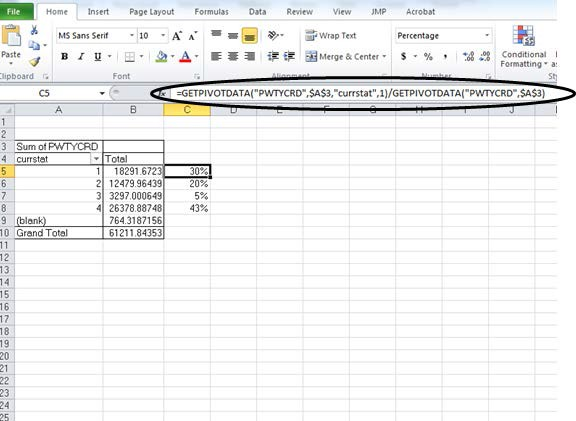 File Home Insert Page Layout Formulas Data Review View JMP Acrobat
MS Sans Serif 10 A A Wrap Text Percentage
Paste B I U A Merge & Center $ % , .00 .0 Conditional
Formatting
Clipboard Font Alignment Number
C5 =GETPIVOTDATA("PWTYCRD",$A$3,"currstat",1)/GETPIVOTDATA("PWTYCRD",$A$3)
A B C D E F G H I J K
1
2
3 Sum of PWTYCRD
4 currstat Total
5 1 18291.6723 30%
6 2 12479.96439 20%
7 3 3297.000649 5%
8 4 26378.88748 43%
9 (blank) 764.3187156
10 Grand Total 61211.84353
11
12
13
14
15
16
17
18
19
20
21
22
23
24
25